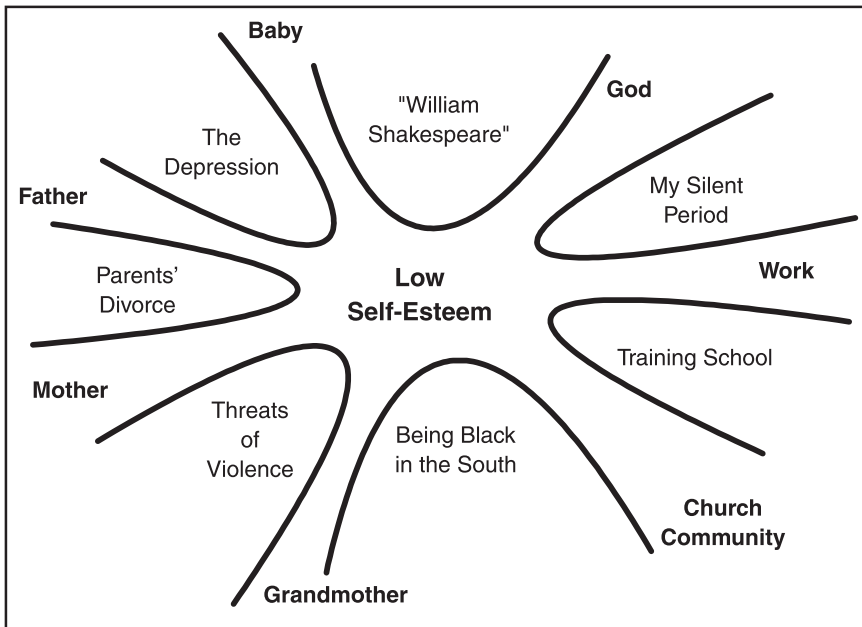 Baby
God
"William
Shakespeare"
The
Depression
Father
My Silent
Period
Parents’
Divorce
Low
Self-Esteem
Work
Mother
Training School
Threats
of
Violence
Being Black
in the South
Church
Community
Grandmother